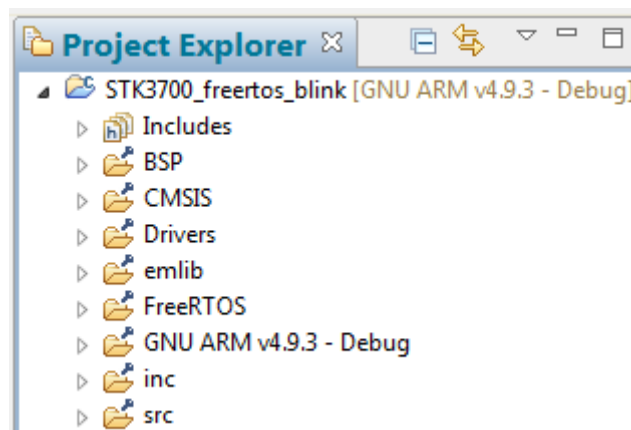 Project Explorer
STK3700_freertos_blink [GNU ARM v4.9.3 - Debug]
Includes
BSP
CMSIS
Drivers
emlib
FreeRTOS
GNU ARM v4.9.3 - Debug
inc
src